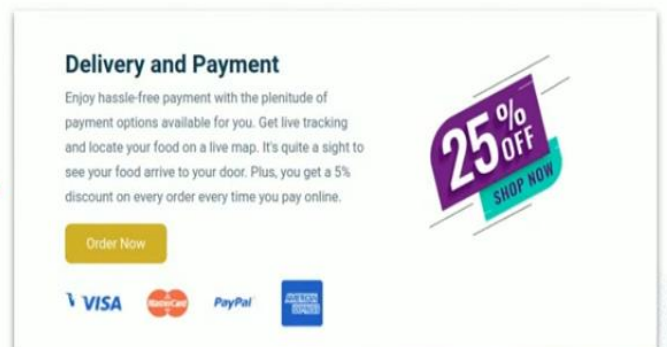 Delivery and Payment
Enjoy hassle-free payment with the plenitude of
payment options available for you. Get live tracking
and locate your food on a live map. It's quite a sight to
see your food arrive to your door. Plus, you get a 5%
discount on every order every time you pay online.
Order Now
VISA MasterCard PayPal AMERICAN EXPRESS
25% OFF
SHOP NOW